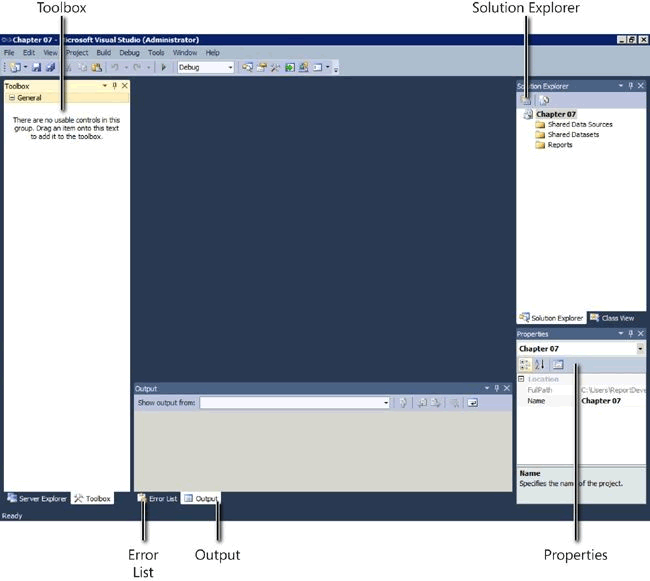 Toolbox
Solution Explorer
Chapter 07 - Microsoft Visual Studio (Administrator)
File Edit View Project Build Debug Tools Window Help
Debug
Toolbox
General
There are no usable controls in this
group. Drag an item onto this text
to add it to the toolbox.
Solution Explorer
Chapter 07
Shared Data Sources
Shared Datasets
Reports
Solution Explorer
Class View
Properties
Chapter 07
Location
FullPath C:\Users\ReportDeve
Name Chapter 07
Name
Specifies the name of the project.
Output
Show output from:
Server Explorer
Toolbox
Error List
Output
Ready
Error
List
Output
Properties